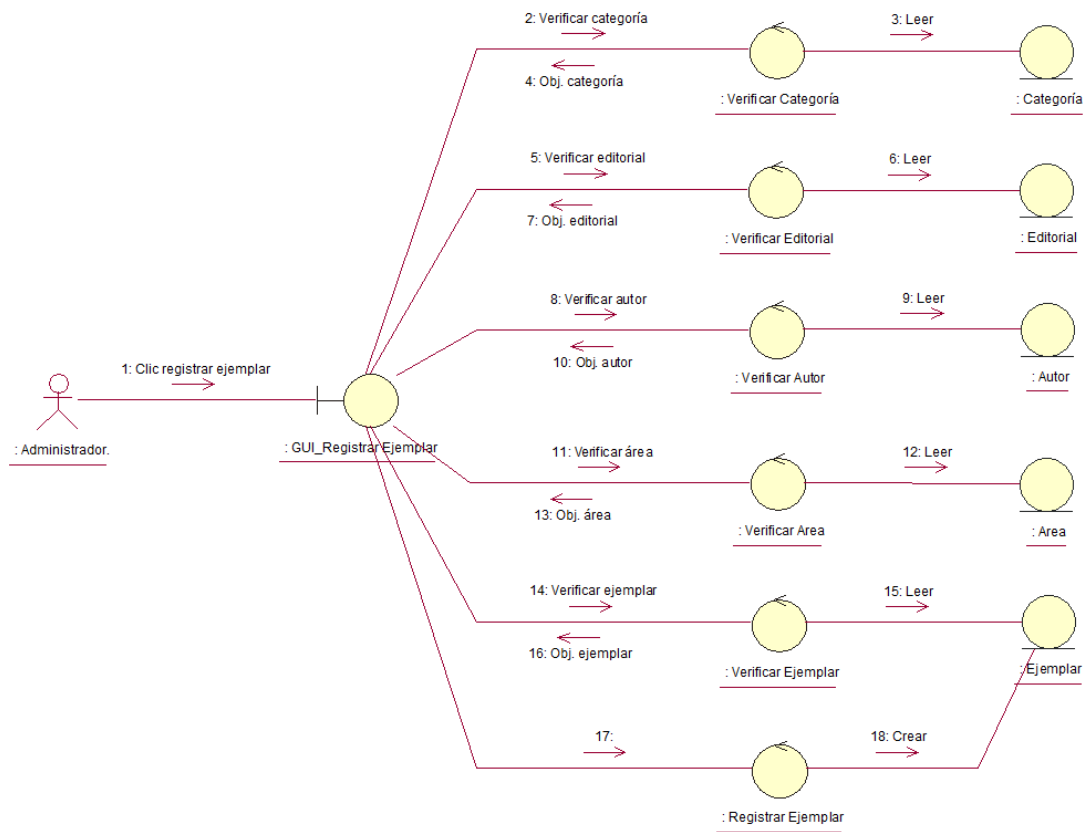 2: Verificar categoría
3: Leer
4: Obj. categoría
: Verificar Categoría
: Categoría
5: Verificar editorial
6: Leer
7: Obj. editorial
: Verificar Editorial
: Editorial
8: Verificar autor
9: Leer
10: Obj. autor
: Verificar Autor
: Autor
1: Clic registrar ejemplar
: Administrador.
: GUI_Registrar Ejemplar
11: Verificar área
12: Leer
13: Obj. área
: Verificar Area
: Area
14: Verificar ejemplar
15: Leer
16: Obj. ejemplar
: Verificar Ejemplar
: Ejemplar
17:
18: Crear
: Registrar Ejemplar